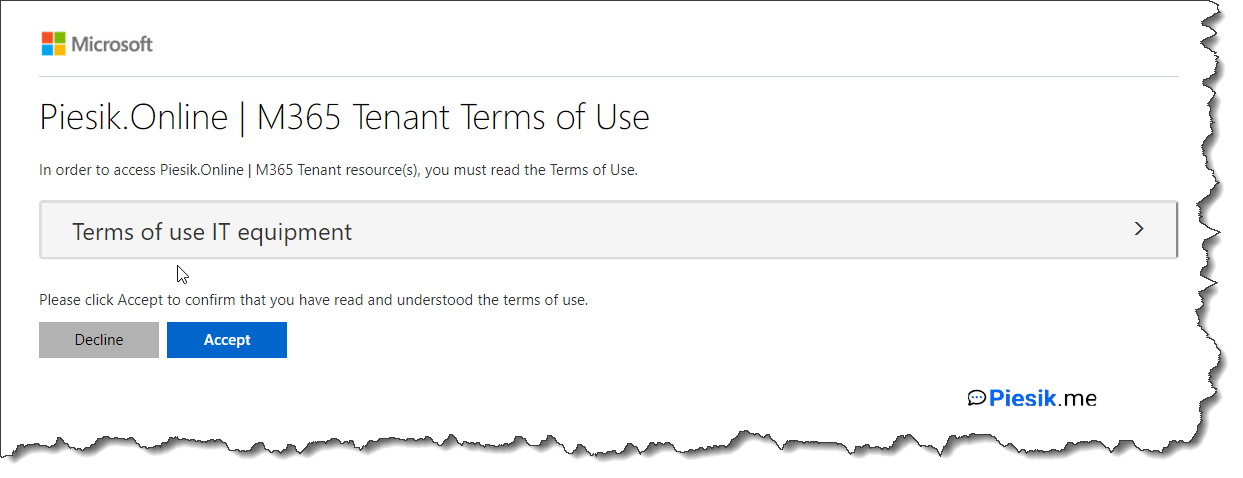 Microsoft
Piesik.Online | M365 Tenant Terms of Use
In order to access Piesik.Online | M365 Tenant resource(s), you must read the Terms of Use.
Terms of use IT equipment
Please click Accept to confirm that you have read and understood the terms of use.
Decline Accept
Piesik.me